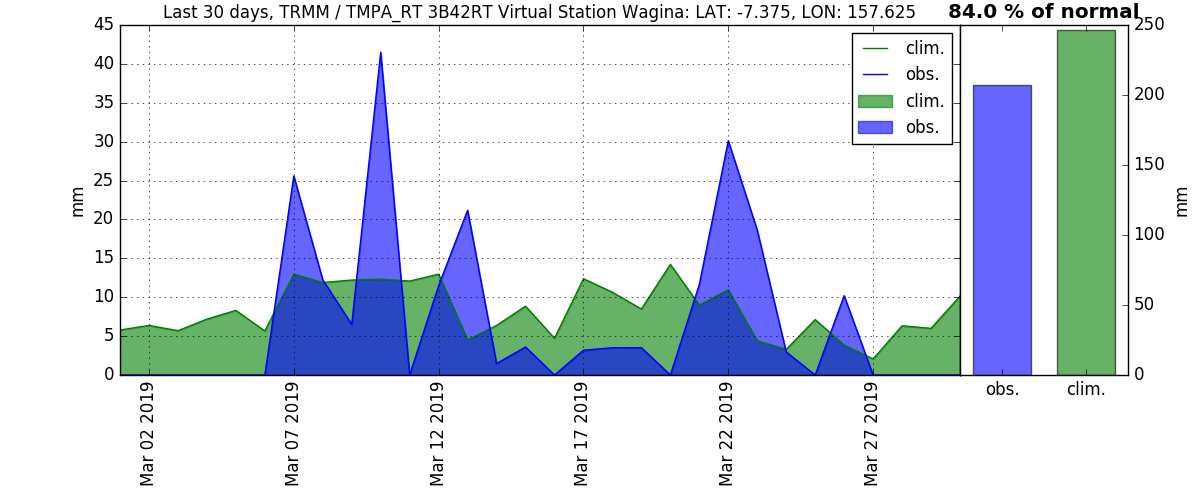 Last 30 days, TRMM / TMPA_RT 3B42RT Virtual Station Wagina: LAT: -7.375, LON: 157.625
84.0 % of normal
45
40
35
30
25
20
15
10
5
0
mm
clim.
obs.
clim.
obs.
Mar 02 2019
Mar 07 2019
Mar 12 2019
Mar 17 2019
Mar 22 2019
Mar 27 2019
250
200
150
100
50
0
mm
obs.
clim.